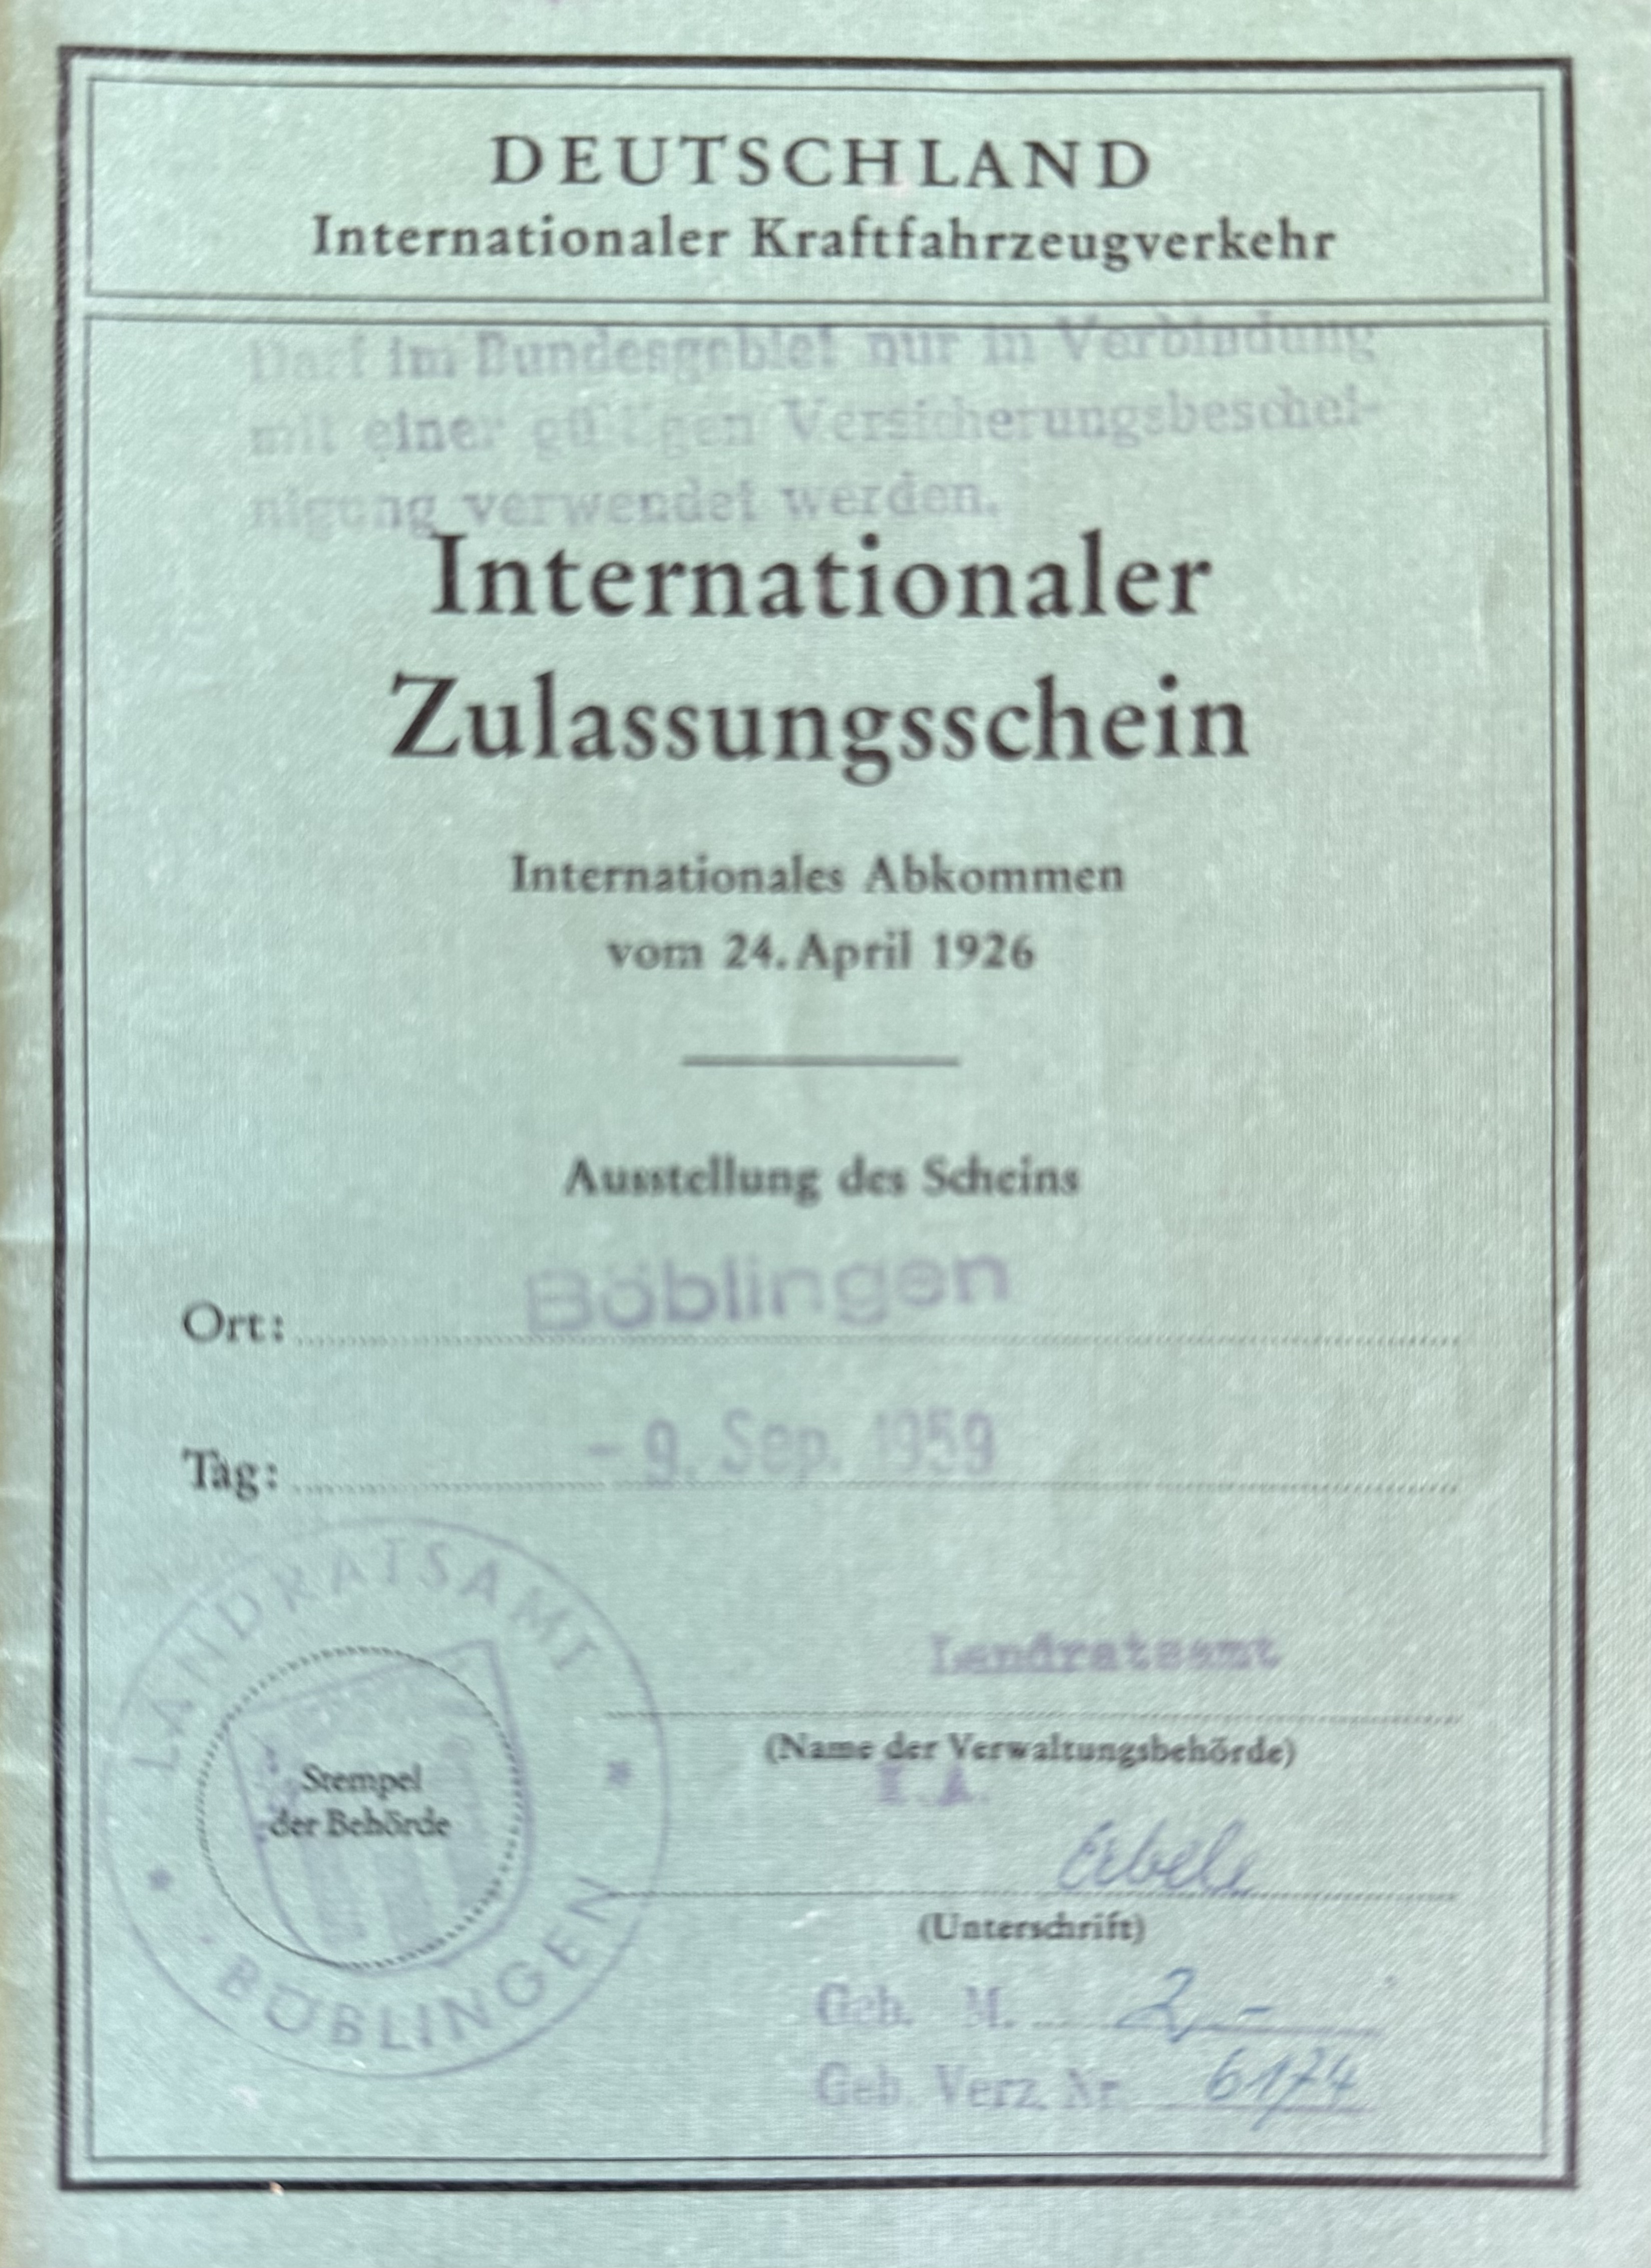 DEUTSCHLAND
Internationaler Kraftfahrzeugverkehr
Darf im Bundesgebiet nur in Verbindung
mit einer gültigen Versicherungsbeschei-
nigung verwendet werden.
Internationaler
Zulassungsschein
Internationales Abkommen
vom 24. April 1926
Ausstellung des Scheins
Ort: Böblingen
Tag: - 9. Sep. 1959
LANDRATSAMT
BÖBLINGEN
Stempel
der Behörde
Landratsamt
(Name der Verwaltungsbehörde)
I.A.
(Unterschrift)
Geb. M. 2,-
Geb. Verz. Nr. 6174